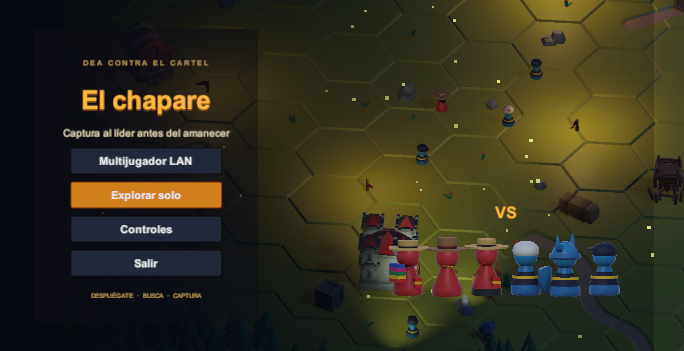 DEA CONTRA EL CARTEL
El chapare
Captura al líder antes del amanecer
Multijugador LAN
Explorar solo
Controles
Salir
DESPLIÉGATE · BUSCA · CAPTURA
VS